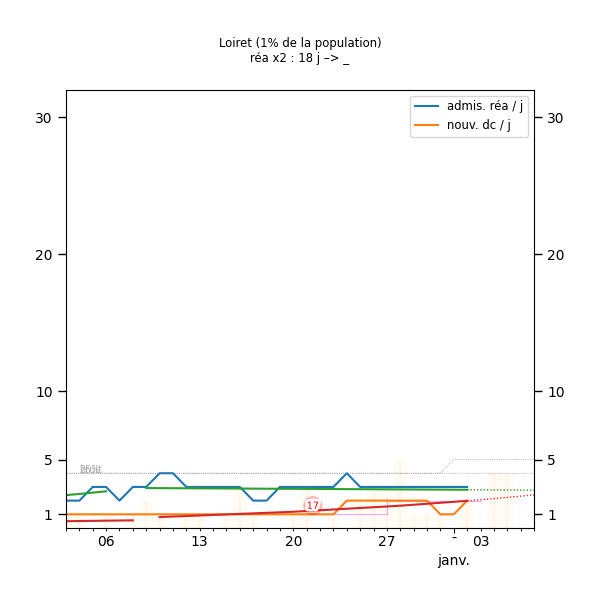 Loiret (1% de la population)
réa x2 : 18 j –> _
admis. réa / j
nouv. dc / j
30 30
20 20
10 10
5 5
17
1 1
06 13 20 27 - 03
janv.